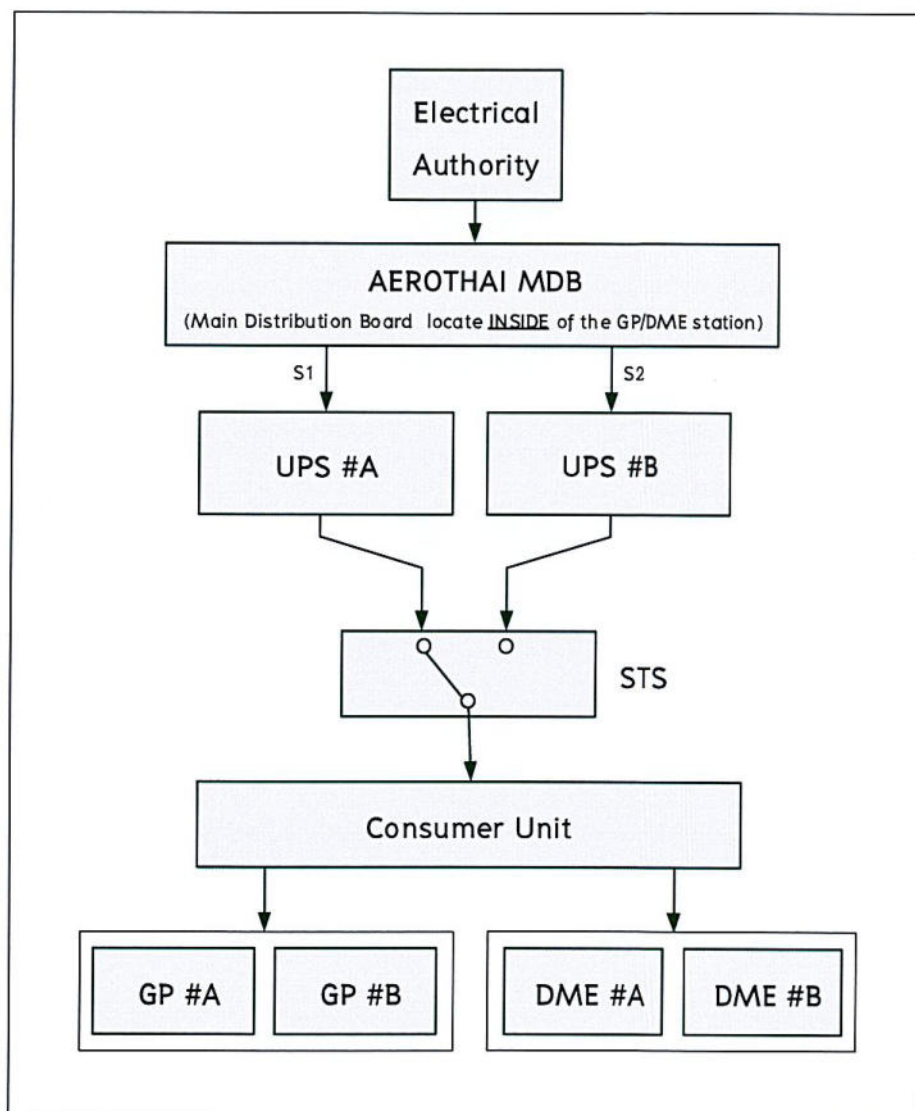 Electrical
Authority
AEROTHAI MDB
(Main Distribution Board locate INSIDE of the GP/DME station)
S1
S2
UPS #A
UPS #B
STS
Consumer Unit
GP #A
GP #B
DME #A
DME #B